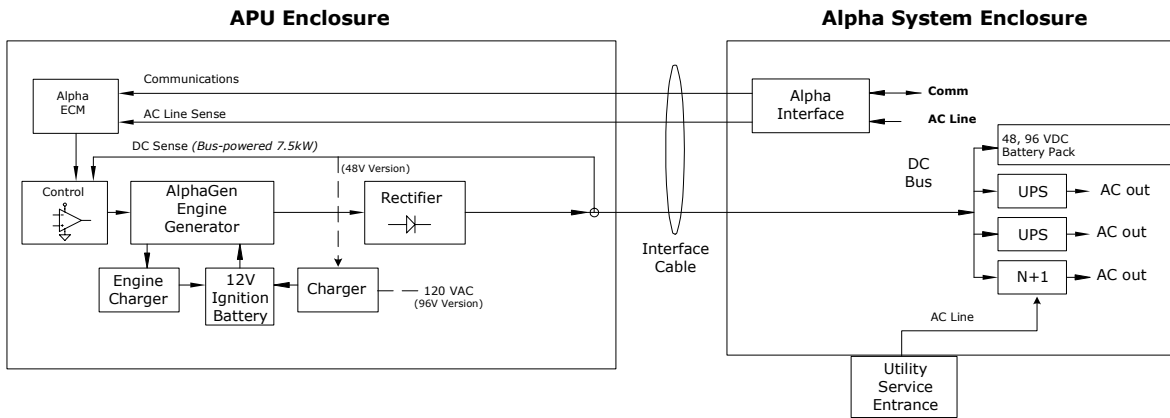 APU Enclosure
Alpha System Enclosure
Communications
Alpha
ECM
AC Line Sense
DC Sense (Bus-powered 7.5kW)
(48V Version)
Control
AlphaGen
Engine
Generator
Rectifier
Engine
Charger
12V
Ignition
Battery
Charger
120 VAC
(96V Version)
Interface
Cable
Alpha
Interface
Comm
AC Line
48, 96 VDC
Battery Pack
DC
Bus
UPS
AC out
UPS
AC out
N+1
AC out
AC Line
Utility
Service
Entrance